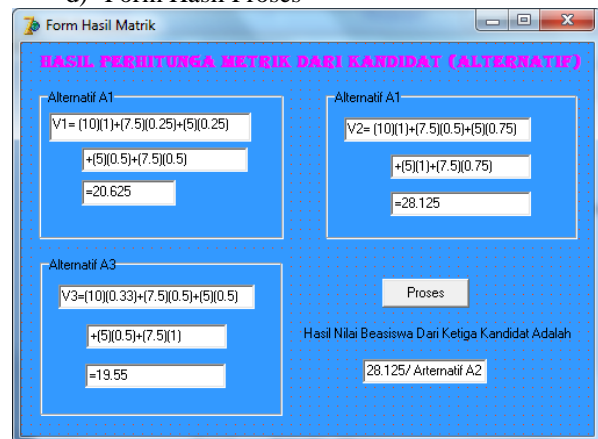 d) Form Hasil Proses
Form Hasil Matrik
HASIL PERHITUNGA METRIK DARI KANDIDAT (ALTERNATIF)
Alternatif A1
V1= (10)(1)+(7.5)(0.25)+(5)(0.25)
+(5)(0.5)+(7.5)(0.5)
=20.625
Alternatif A1
V2= (10)(1)+(7.5)(0.5)+(5)(0.75)
+(5)(1)+(7.5)(0.75)
=28.125
Alternatif A3
V3=(10)(0.33)+(7.5)(0.5)+(5)(0.5)
+(5)(0.5)+(7.5)(1)
=19.55
Proses
Hasil Nilai Beasiswa Dari Ketiga Kandidat Adalah
28.125/ Arternatif A2